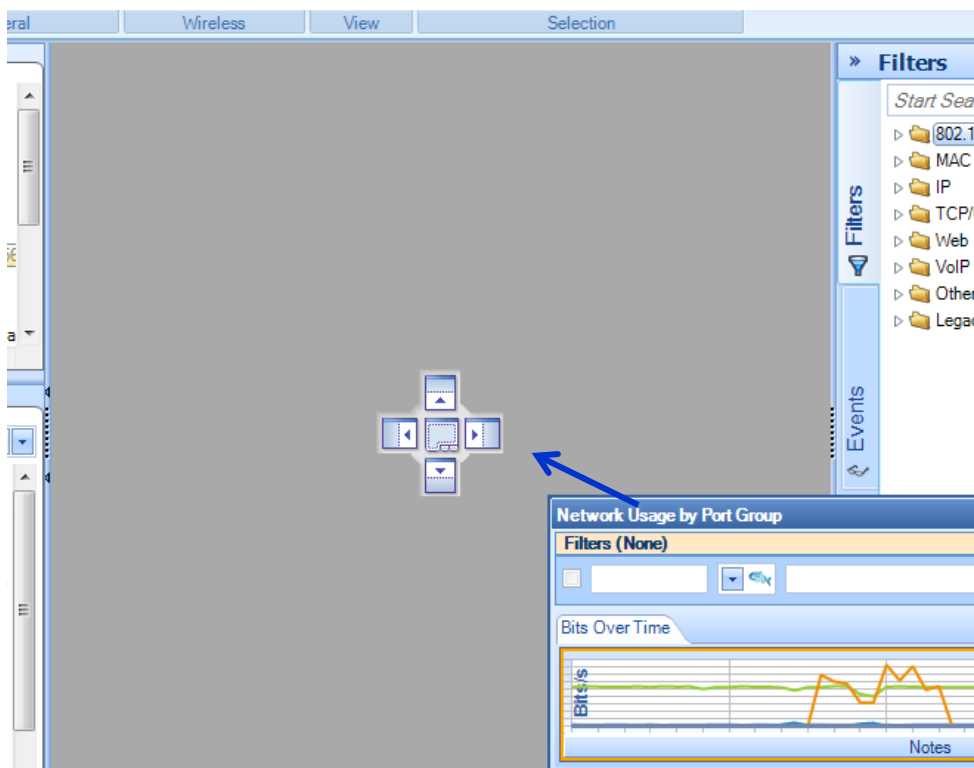 Wireless
View
Selection
Filters
Start Sea
802.1
MAC
IP
TCP/
Web
VoIP
Other
Legac
Filters
Events
Network Usage by Port Group
Filters (None)
Bits Over Time
Bits/s
Notes